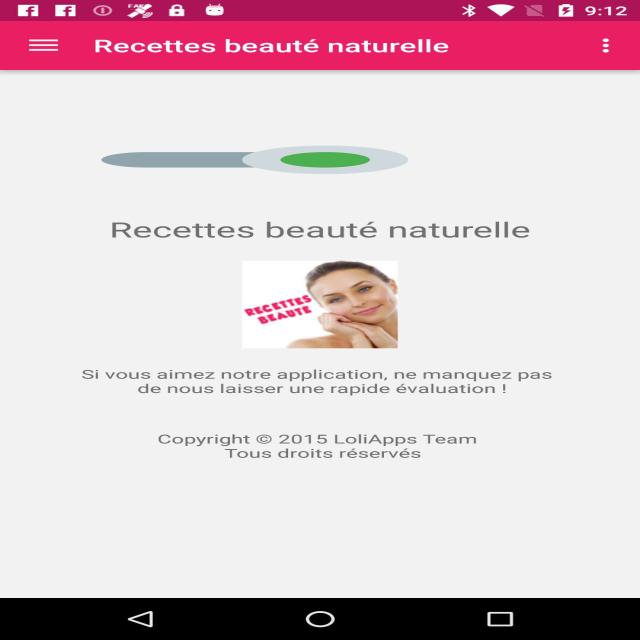 9:12
Recettes beauté naturelle
Recettes beauté naturelle
RECETTES
BEAUTE
Si vous aimez notre application, ne manquez pas
de nous laisser une rapide évaluation !
Copyright © 2015 LoliApps Team
Tous droits réservés